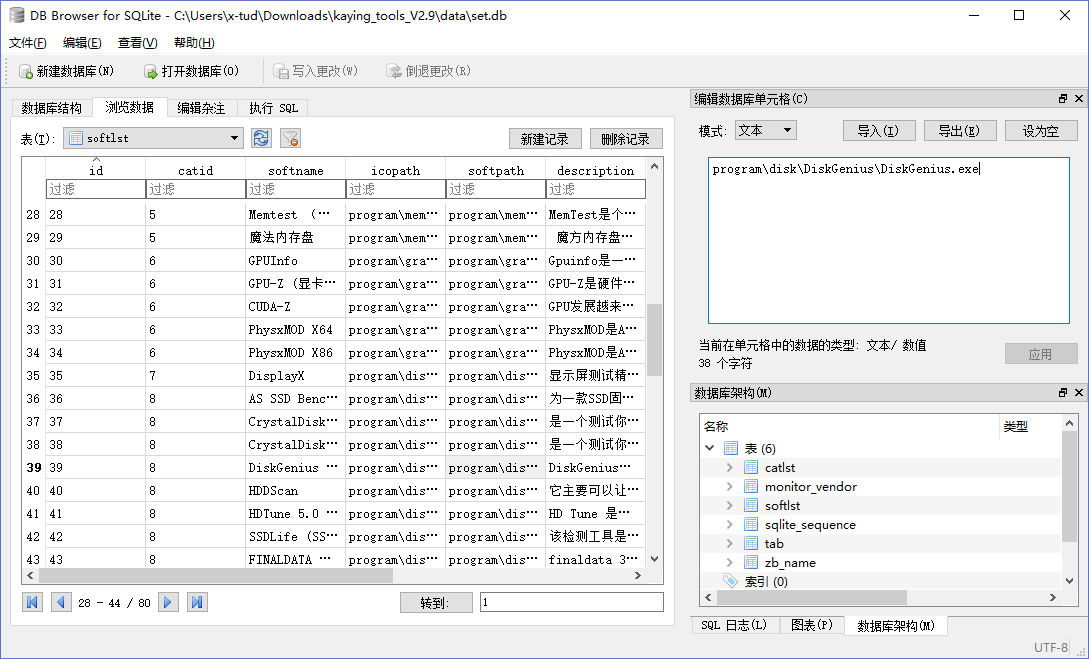 DB Browser for SQLite - C:\Users\x-tud\Downloads\kaying_tools_V2.9\data\set.db
文件(F) 编辑(E) 查看(V) 帮助(H)
新建数据库(N) 打开数据库(O) 写入更改(W) 倒退更改(R)
数据库结构 浏览数据 编辑杂注 执行 SQL
表(T): softlst 新建记录 删除记录
id catid softname icopath softpath description
过滤 过滤 过滤 过滤 过滤 过滤
28 28 5 Memtest (… program\mem… program\mem… MemTest是个…
29 29 5 魔法内存盘 program\mem… program\mem… 魔方内存盘…
30 30 6 GPUInfo program\gra… program\gra… Gpuinfo是一…
31 31 6 GPU-Z (显卡… program\gra… program\gra… GPU-Z是硬件…
32 32 6 CUDA-Z program\gra… program\gra… GPU发展越来…
33 33 6 PhysxMOD X64 program\gra… program\gra… PhysxMOD是A…
34 34 6 PhysxMOD X86 program\gra… program\gra… PhysxMOD是A…
35 35 7 DisplayX program\dis… program\dis… 显示屏测试精…
36 36 8 AS SSD Benc… program\dis… program\dis… 为一款SSD固…
37 37 8 CrystalDisk… program\dis… program\dis… 是一个测试你…
38 38 8 CrystalDisk… program\dis… program\dis… 是一个测试你…
39 39 8 DiskGenius … program\dis… program\dis… DiskGenius…
40 40 8 HDDScan program\dis… program\dis… 它主要可以让…
41 41 8 HDTune 5.0 … program\dis… program\dis… HD Tune 是…
42 42 8 SSDLife (SS… program\dis… program\dis… 该检测工具是…
43 43 8 FINALDATA … program\dis… program\dis… finaldata 3…
28 - 44 / 80 转到: 1
编辑数据库单元格(C)
模式: 文本 导入(I) 导出(E) 设为空
program\disk\DiskGenius\DiskGenius.exe
当前在单元格中的数据的类型: 文本/ 数值
38 个字符
应用
数据库架构(M)
名称 类型
表 (6)
catlst
monitor_vendor
softlst
sqlite_sequence
tab
zb_name
索引 (0)
SQL 日志(L) 图表(P) 数据库架构(M)
UTF-8